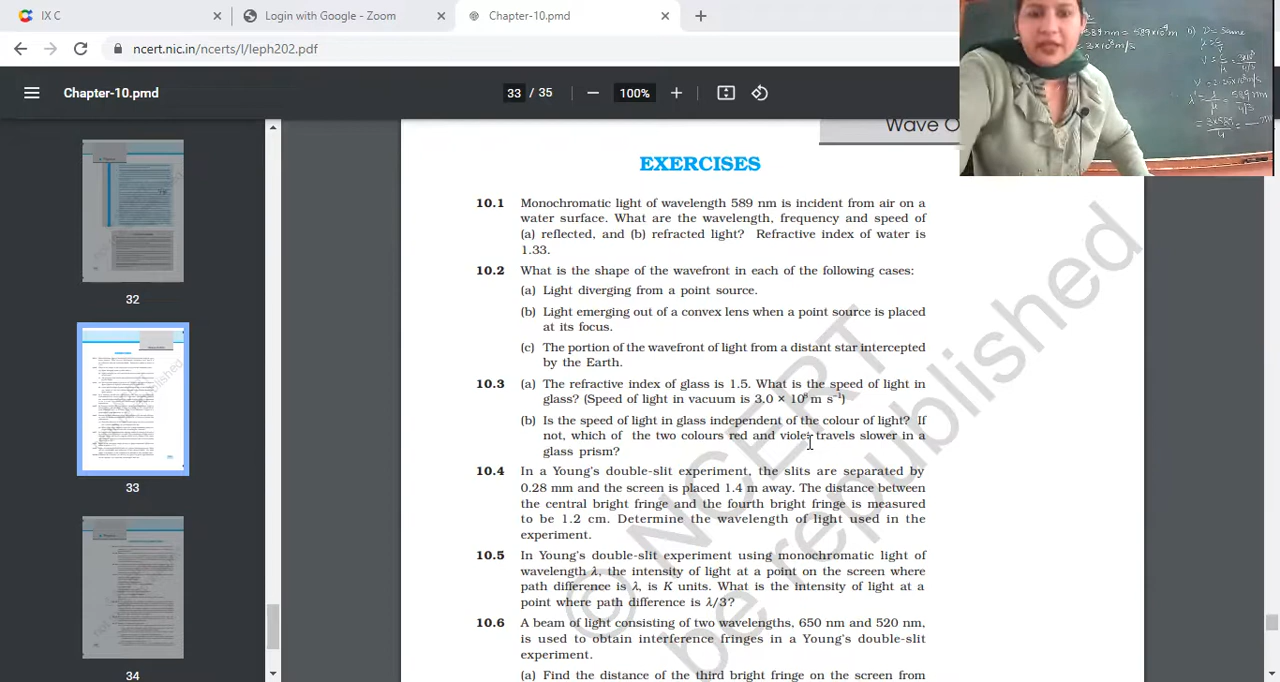 IX C
Login with Google - Zoom
Chapter-10.pmd
ncert.nic.in/ncerts/l/leph202.pdf
Chapter-10.pmd
33 / 35
100%
589nm = 589x10⁻⁹m
= 3x10⁸m/s
32
33
34
Wave O
EXERCISES
10.1 Monochromatic light of wavelength 589 nm is incident from air on a
water surface. What are the wavelength, frequency and speed of
(a) reflected, and (b) refracted light? Refractive index of water is
1.33.
10.2 What is the shape of the wavefront in each of the following cases:
(a) Light diverging from a point source.
(b) Light emerging out of a convex lens when a point source is placed
at its focus.
(c) The portion of the wavefront of light from a distant star intercepted
by the Earth.
10.3 (a) The refractive index of glass is 1.5. What is the speed of light in
glass? (Speed of light in vacuum is 3.0 × 10⁸ m s⁻¹)
(b) Is the speed of light in glass independent of the colour of light? If
not, which of the two colours red and violet travels slower in a
glass prism?
10.4 In a Young's double-slit experiment, the slits are separated by
0.28 mm and the screen is placed 1.4 m away. The distance between
the central bright fringe and the fourth bright fringe is measured
to be 1.2 cm. Determine the wavelength of light used in the
experiment.
10.5 In Young's double-slit experiment using monochromatic light of
wavelength λ, the intensity of light at a point on the screen where
path difference is λ, is K units. What is the intensity of light at a
point where path difference is λ/3?
10.6 A beam of light consisting of two wavelengths, 650 nm and 520 nm,
is used to obtain interference fringes in a Young's double-slit
experiment.
(a) Find the distance of the third bright fringe on the screen from
© NCERT
be republished